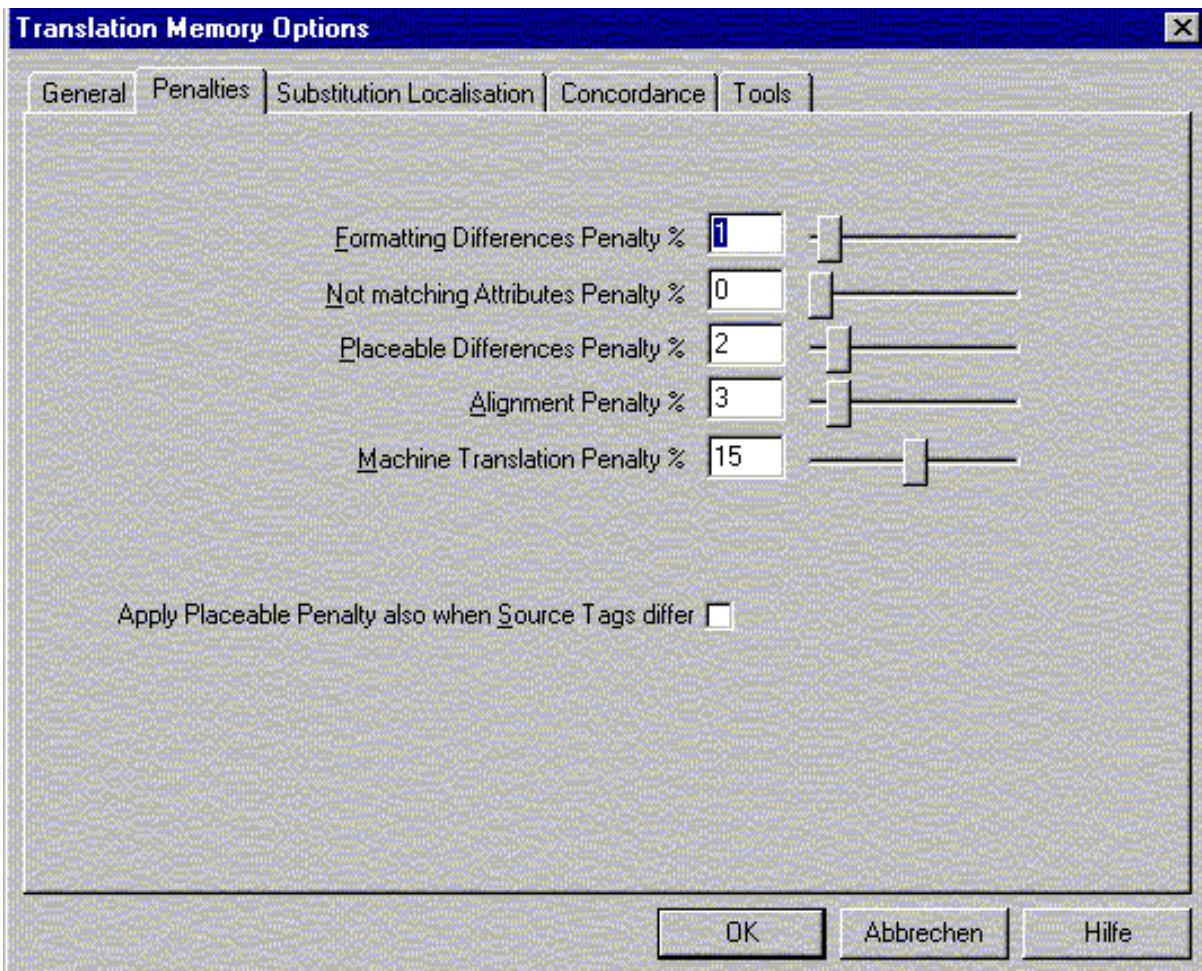 Translation Memory Options
General Penalties Substitution Localisation Concordance Tools
Formatting Differences Penalty % 1
Not matching Attributes Penalty % 0
Placeable Differences Penalty % 2
Alignment Penalty % 3
Machine Translation Penalty % 15
Apply Placeable Penalty also when Source Tags differ
OK Abbrechen Hilfe